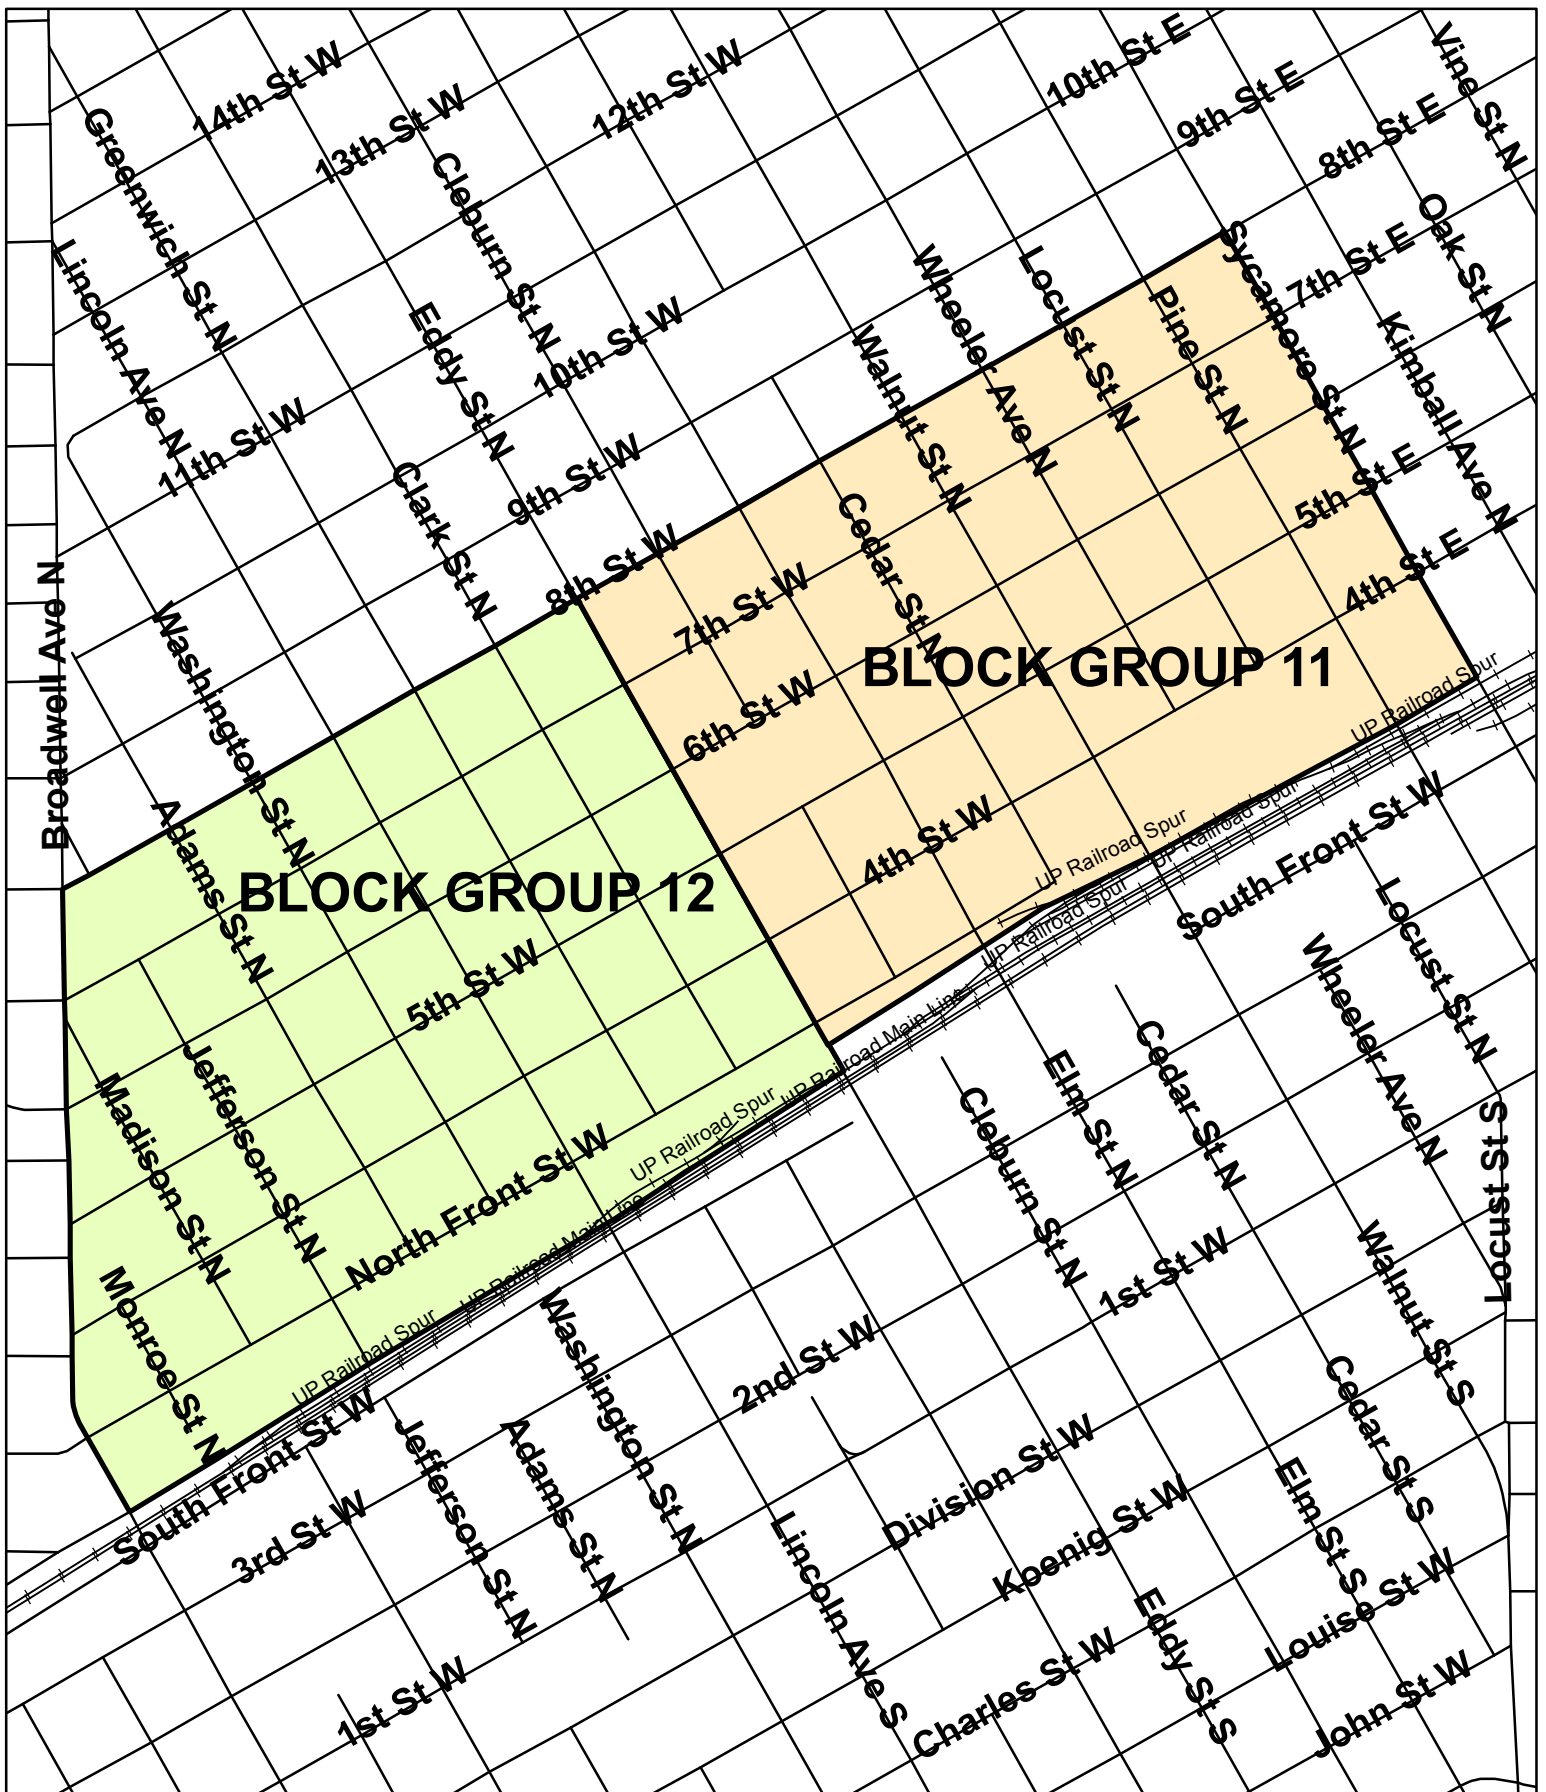 14th St W
13th St W
12th St W
10th St E
9th St E
8th St E
Vine St N
Greenwich St N
Cleburn St N
Lincoln Ave N
Eddy St N
10th St W
Wheeler Ave N
Locust St N
Sycamore St N
7th St E
Oak St N
Walnut St N
Pine St N
Kimball Ave N
11th St W
9th St W
Clark St N
Cedar St N
5th St E
4th St E
8th St W
7th St W
Broadwell Ave N
Washington St N
BLOCK GROUP 11
6th St W
UP Railroad Spur
Adams St N
BLOCK GROUP 12
4th St W
UP Railroad Spur
UP Railroad Spur
UP Railroad Spur
South Front St W
Locust St N
5th St W
Wheeler Ave N
UP Railroad Main Line
Madison St N
Jefferson St N
Cleburn St N
Elm St N
Cedar St N
Locust St S
UP Railroad Spur
North Front St W
UP Railroad Main Line
1st St W
Walnut St S
Monroe St N
UP Railroad Spur
Washington St N
2nd St W
Cedar St S
South Front St W
3rd St W
Jefferson St N
Adams St N
Division St W
Koenig St W
Elm St S
Lincoln Ave S
Eddy St S
Louise St W
1st St W
Charles St W
John St W